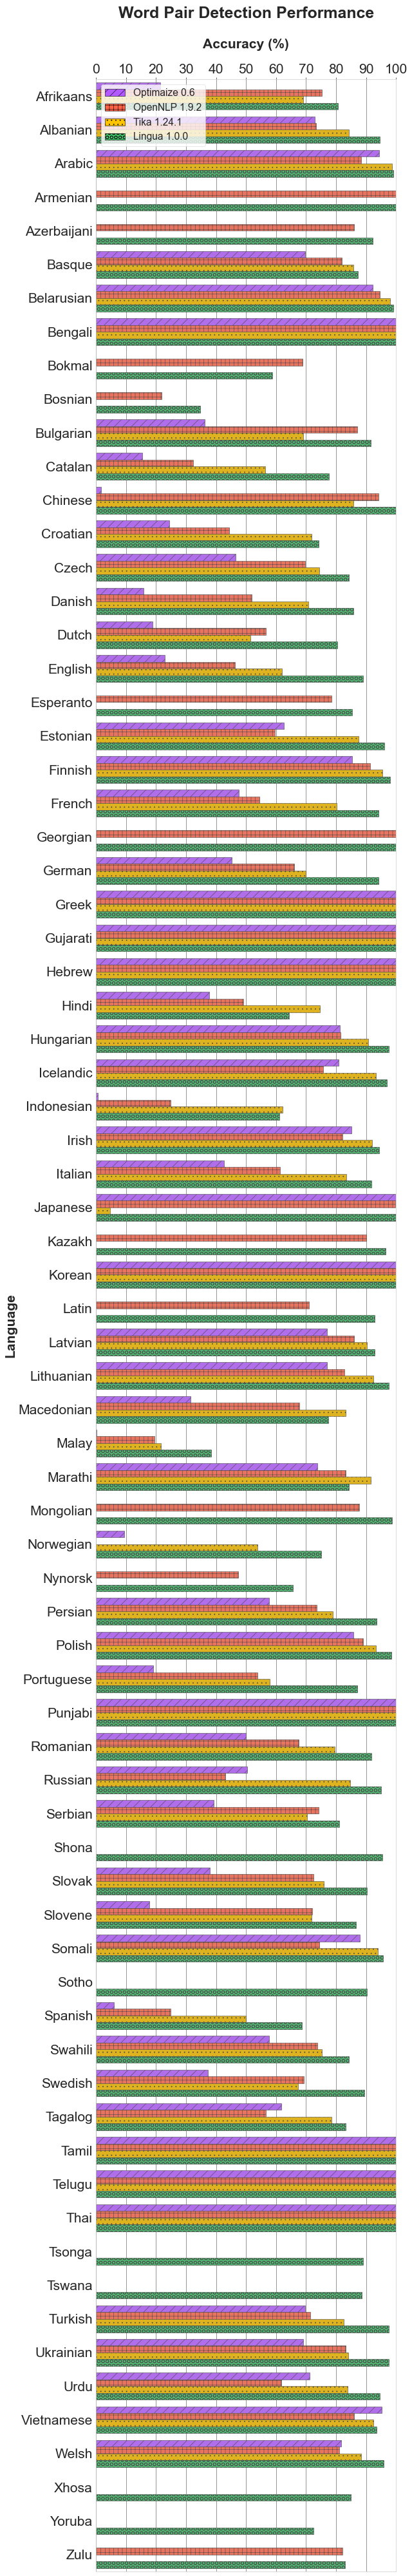 Word Pair Detection Performance
Accuracy (%)
0 10 20 30 40 50 60 70 80 90 100
Optimaize 0.6
OpenNLP 1.9.2
Tika 1.24.1
Lingua 1.0.0
Language
Afrikaans
Albanian
Arabic
Armenian
Azerbaijani
Basque
Belarusian
Bengali
Bokmal
Bosnian
Bulgarian
Catalan
Chinese
Croatian
Czech
Danish
Dutch
English
Esperanto
Estonian
Finnish
French
Georgian
German
Greek
Gujarati
Hebrew
Hindi
Hungarian
Icelandic
Indonesian
Irish
Italian
Japanese
Kazakh
Korean
Latin
Latvian
Lithuanian
Macedonian
Malay
Marathi
Mongolian
Norwegian
Nynorsk
Persian
Polish
Portuguese
Punjabi
Romanian
Russian
Serbian
Shona
Slovak
Slovene
Somali
Sotho
Spanish
Swahili
Swedish
Tagalog
Tamil
Telugu
Thai
Tsonga
Tswana
Turkish
Ukrainian
Urdu
Vietnamese
Welsh
Xhosa
Yoruba
Zulu